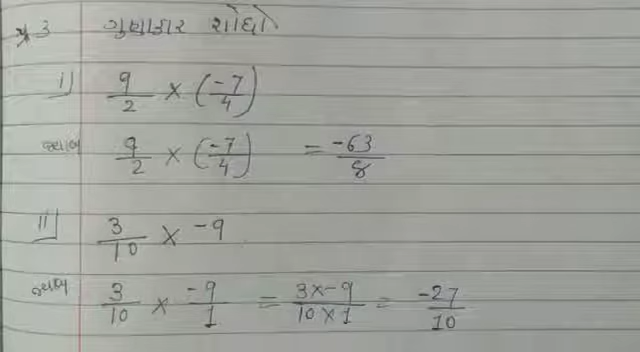 પ્ર 3 ગુણાકાર શોધો
i] 9/2 × (-7/4)
જવાબ 9/2 × (-7/4) = -63/8
ii] 3/10 × -9
જવાબ 3/10 × -9/1 = 3×-9/10×1 = -27/10